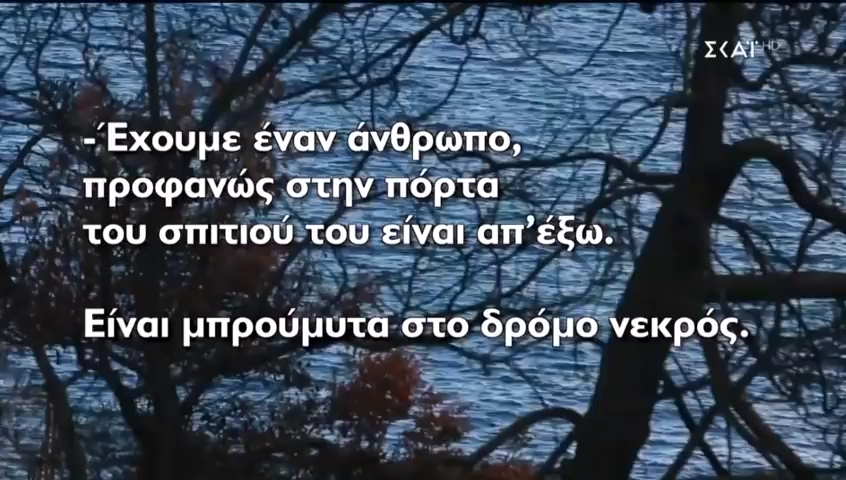 ΣΚΑΪ HD
-Έχουμε έναν άνθρωπο,
προφανώς στην πόρτα
του σπιτιού του είναι απ'έξω.
Είναι μπρούμυτα στο δρόμο νεκρός.